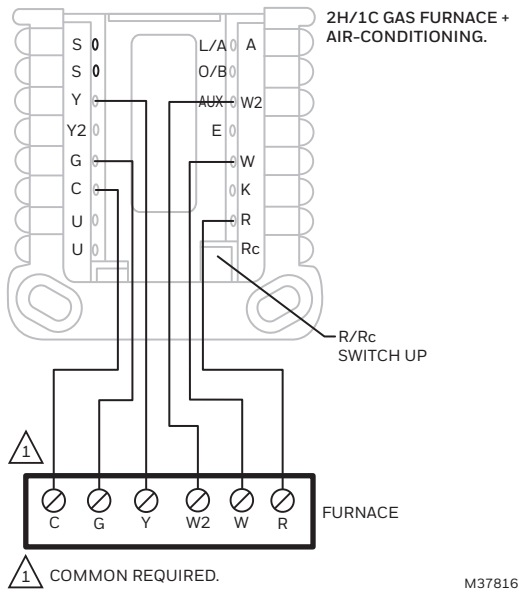 2H/1C GAS FURNACE +
AIR-CONDITIONING.
S L/A A
S O/B
Y AUX W2
Y2 E
G W
C K
U R
U Rc
R/Rc
SWITCH UP
1
C G Y W2 W R
FURNACE
1 COMMON REQUIRED.
M37816